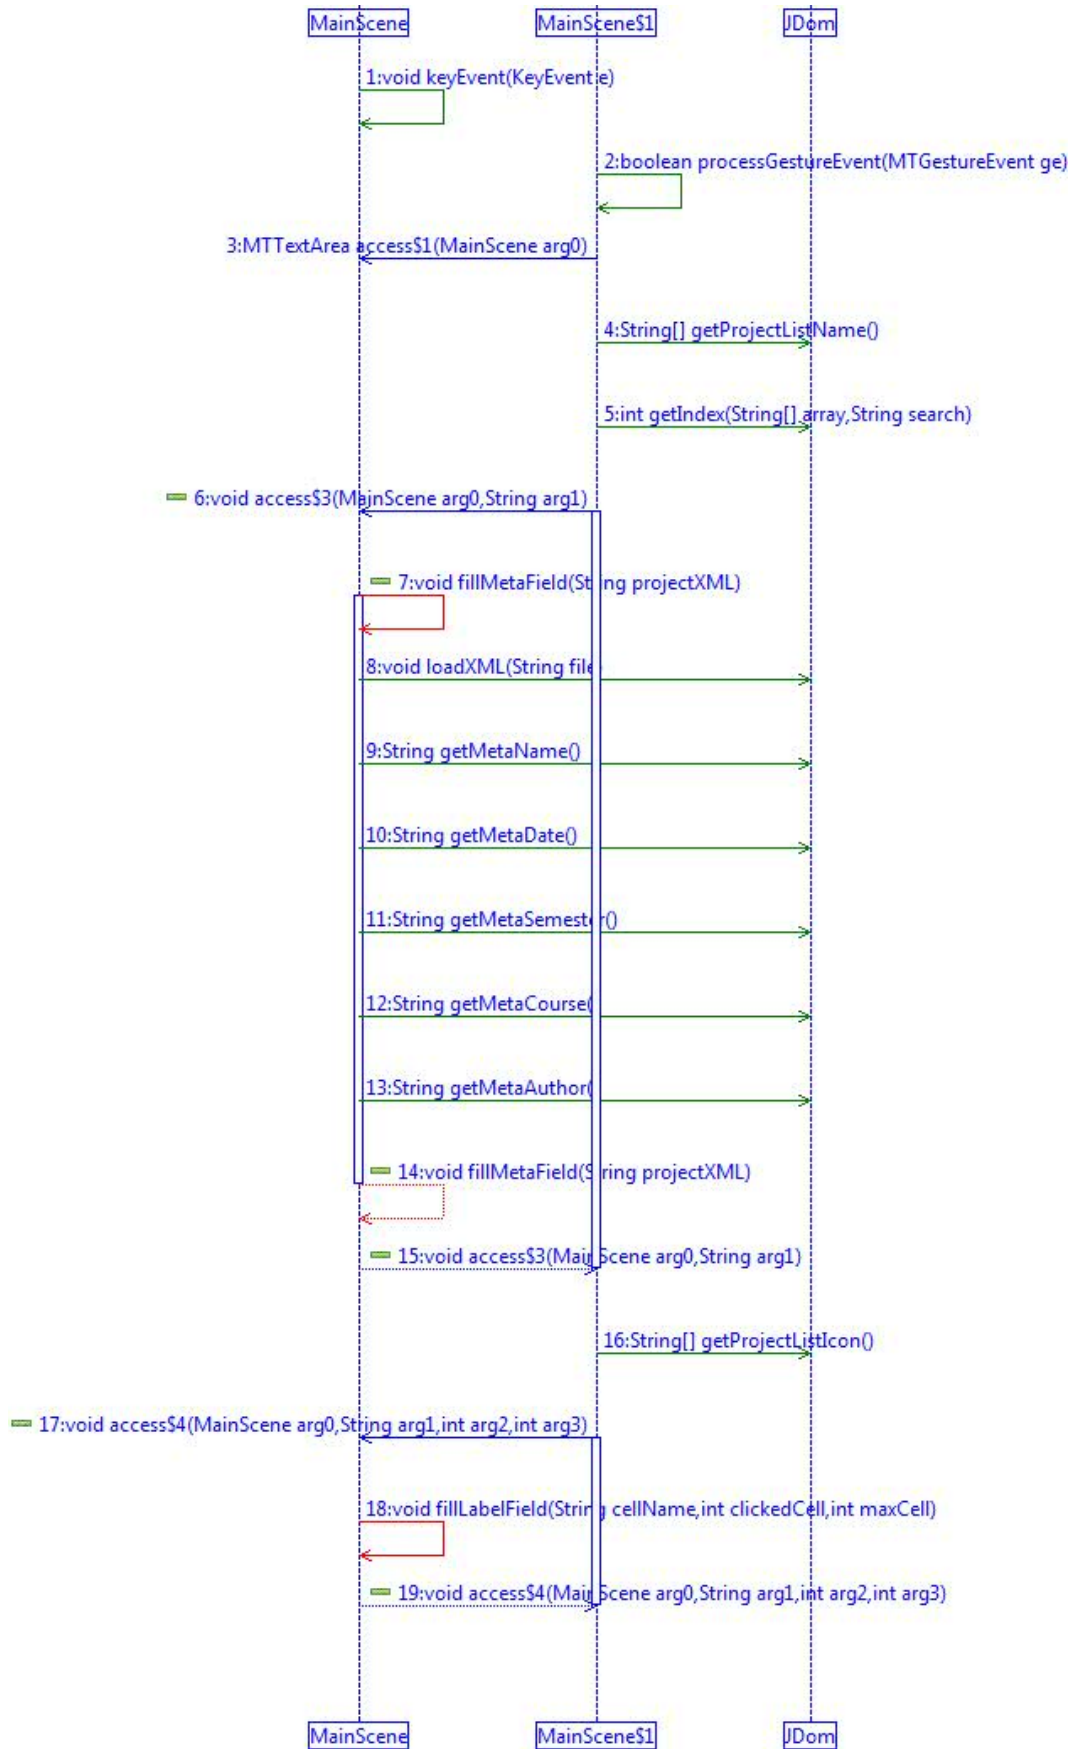 MainScene MainScene$1 JDom
1:void keyEvent(KeyEvent e)
2:boolean processGestureEvent(MTGestureEvent ge)
3:MTTextArea access$1(MainScene arg0)
4:String[] getProjectListName()
5:int getIndex(String[] array,String search)
6:void access$3(MainScene arg0,String arg1)
7:void fillMetaField(String projectXML)
8:void loadXML(String file)
9:String getMetaName()
10:String getMetaDate()
11:String getMetaSemester()
12:String getMetaCourse()
13:String getMetaAuthor()
14:void fillMetaField(String projectXML)
15:void access$3(MainScene arg0,String arg1)
16:String[] getProjectListIcon()
17:void access$4(MainScene arg0,String arg1,int arg2,int arg3)
18:void fillLabelField(String cellName,int clickedCell,int maxCell)
19:void access$4(MainScene arg0,String arg1,int arg2,int arg3)
MainScene MainScene$1 JDom